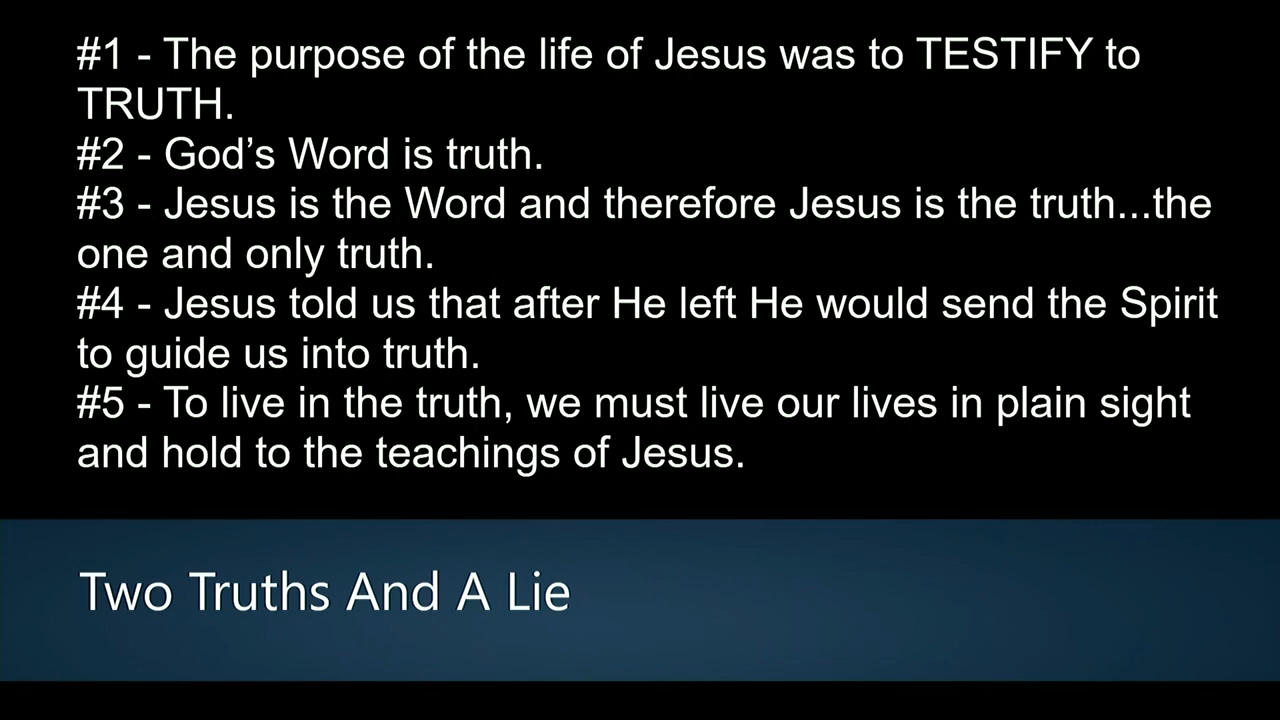 #1 - The purpose of the life of Jesus was to TESTIFY to
TRUTH.
#2 - God’s Word is truth.
#3 - Jesus is the Word and therefore Jesus is the truth...the
one and only truth.
#4 - Jesus told us that after He left He would send the Spirit
to guide us into truth.
#5 - To live in the truth, we must live our lives in plain sight
and hold to the teachings of Jesus.
Two Truths And A Lie